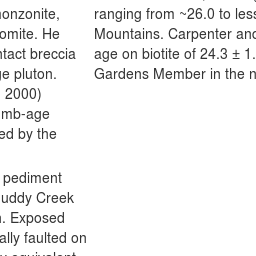 onzonite,
omite. He
ntact breccia
ge pluton.
2000)
mb-age
ed by the
pediment
uddy Creek
. Exposed
ally faulted on
ranging from ~26.0 to les
Mountains. Carpenter and
age on biotite of 24.3 ± 1.
Gardens Member in the n